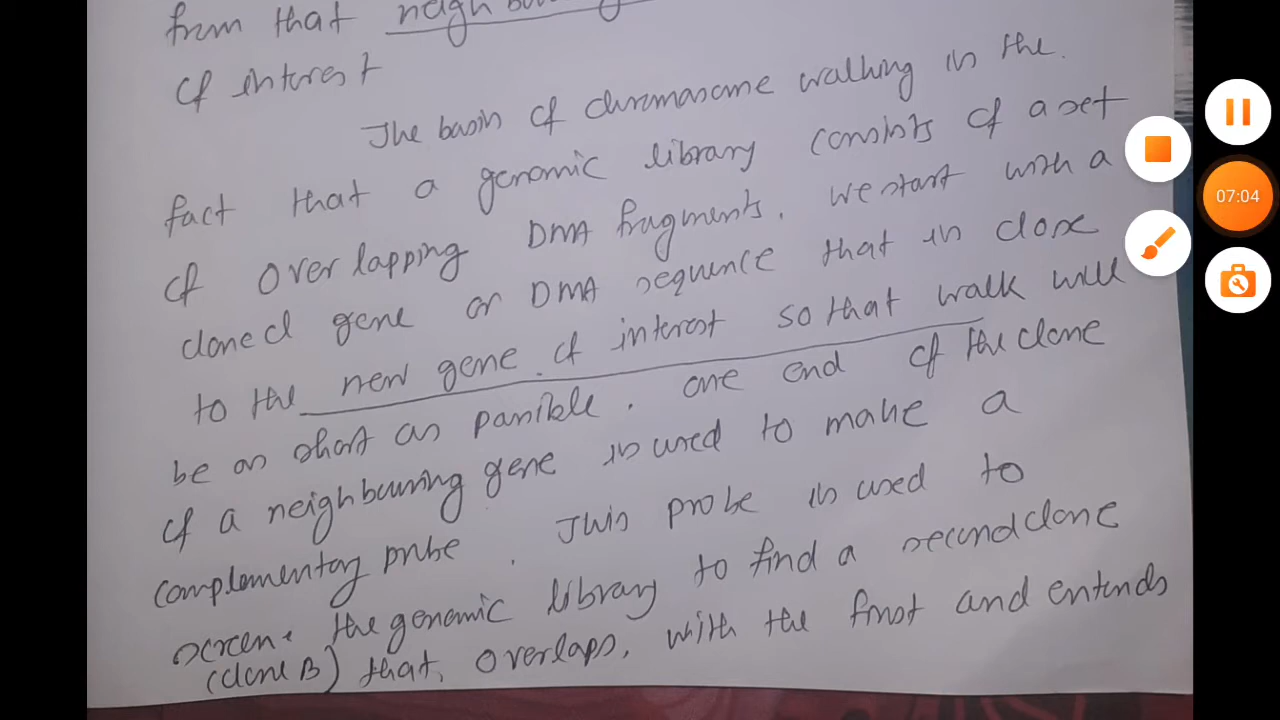 from that neighbouring
of interest
The basis of chromosome walking is the
fact that a genomic library consists of a set
of overlapping DNA fragments. We start with a
cloned gene or DNA sequence that is close
to the new gene of interest so that walk will
be as short as possible. one end of the clone
of a neighbouring gene is used to make a
complementary probe. This probe is used to
screen the genomic library to find a second clone
(clone B) that, overlaps, with the first and extends
07:04